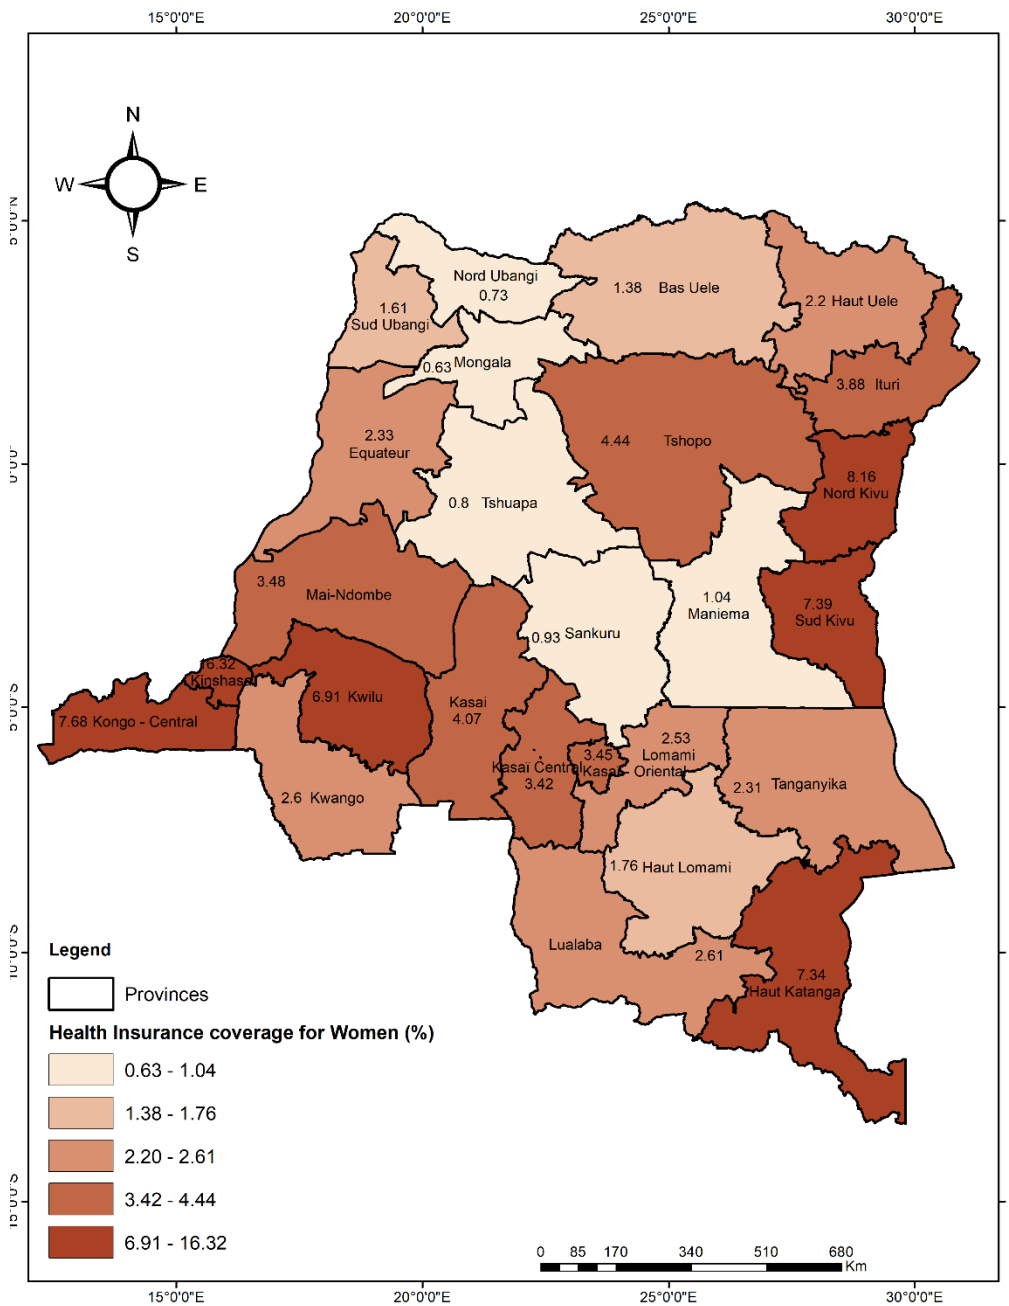 15°0'0"E 20°0'0"E 25°0'0"E 30°0'0"E
N
W E
S
Nord Ubangi
0.73
1.38 Bas Uele
2.2 Haut Uele
1.61
Sud Ubangi
0.63 Mongala
3.88 Ituri
2.33
Equateur
4.44 Tshopo
8.16
Nord Kivu
0.8 Tshuapa
3.48
Mai-Ndombe
1.04
Maniema
7.39
Sud Kivu
0.93 Sankuru
6.32
Kinshasa
6.91 Kwilu
Kasai
4.07
7.68 Kongo - Central
2.53
Lomami
Oriental
3.45
Kasaï
Kasaï Central
3.42
2.6 Kwango
2.31 Tanganyika
1.76 Haut Lomami
Lualaba
2.61
7.34
Haut Katanga
Legend
Provinces
Health Insurance coverage for Women (%)
0.63 - 1.04
1.38 - 1.76
2.20 - 2.61
3.42 - 4.44
6.91 - 16.32
0 85 170 340 510 680
Km
15°0'0"E 20°0'0"E 25°0'0"E 30°0'0"E